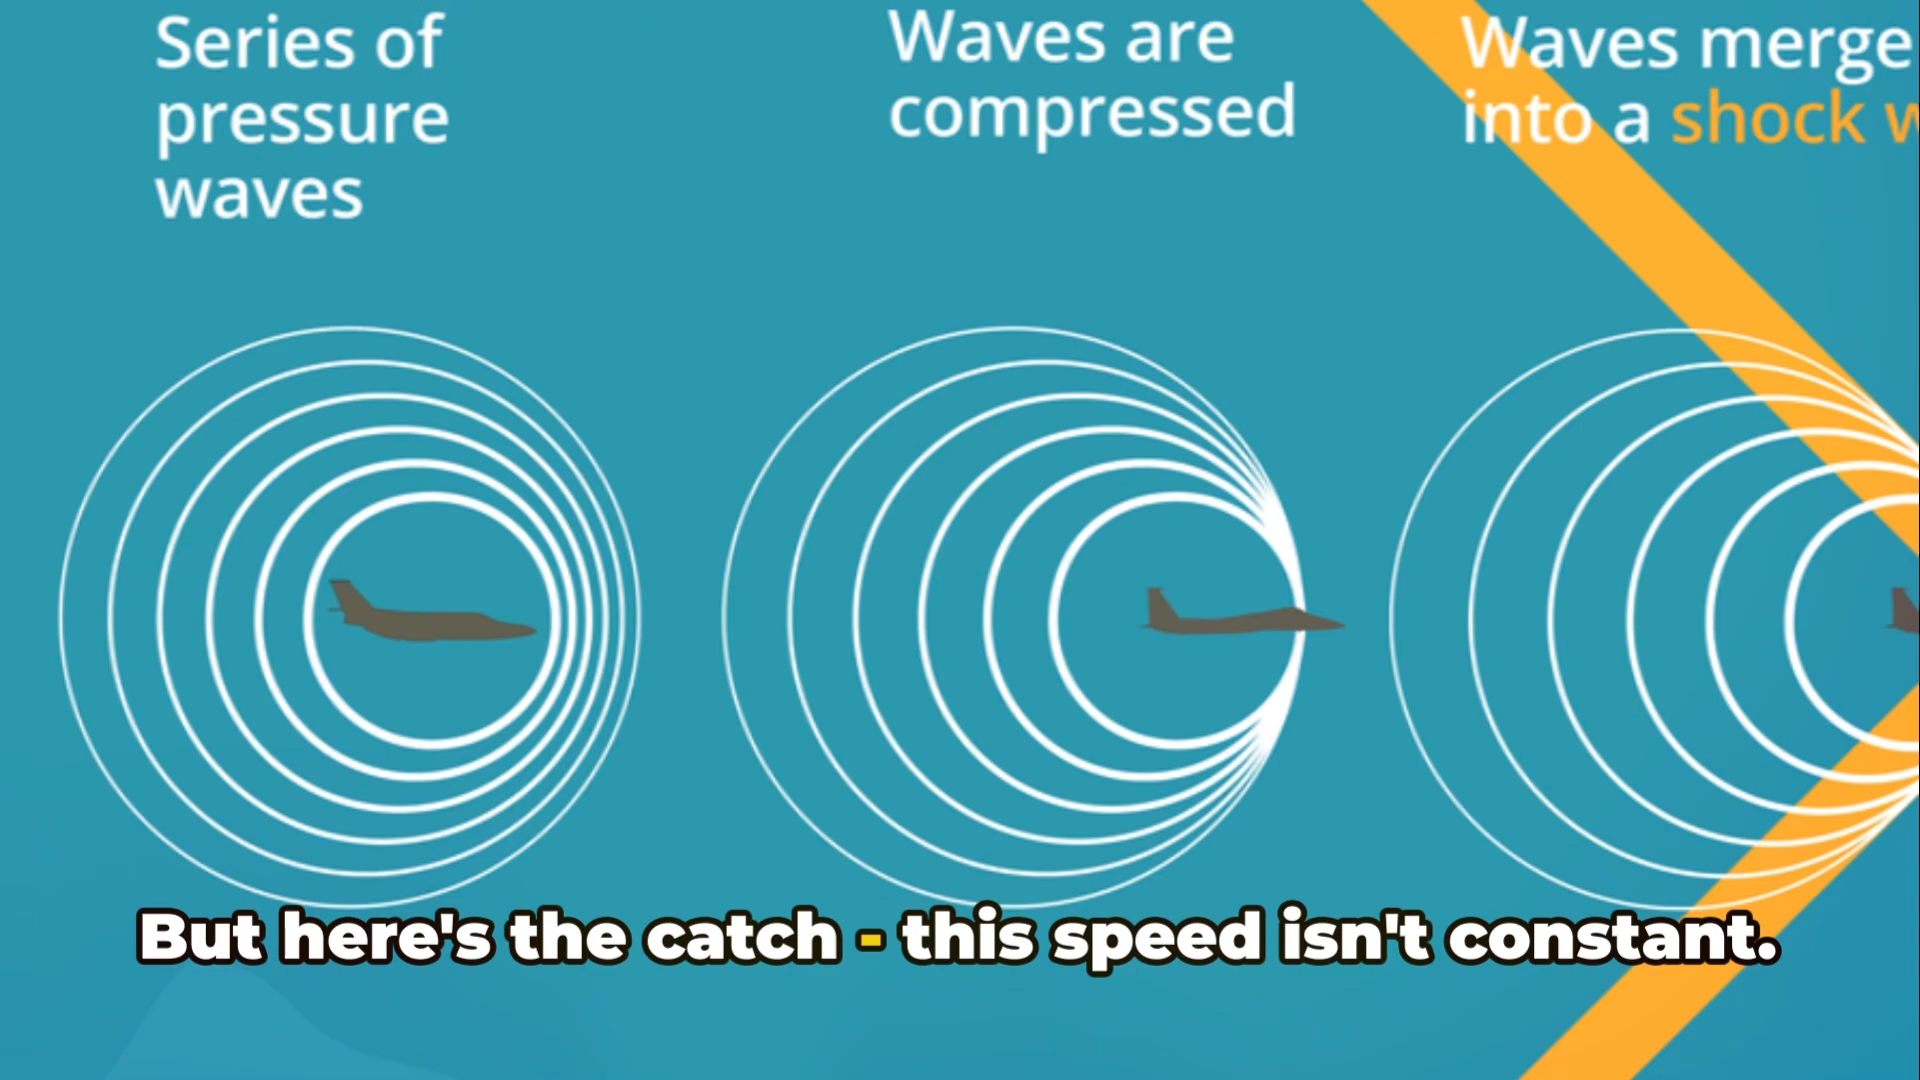 Series of
pressure
waves
Waves are
compressed
Waves merge
into a shock
But here's the catch - this speed isn't constant.